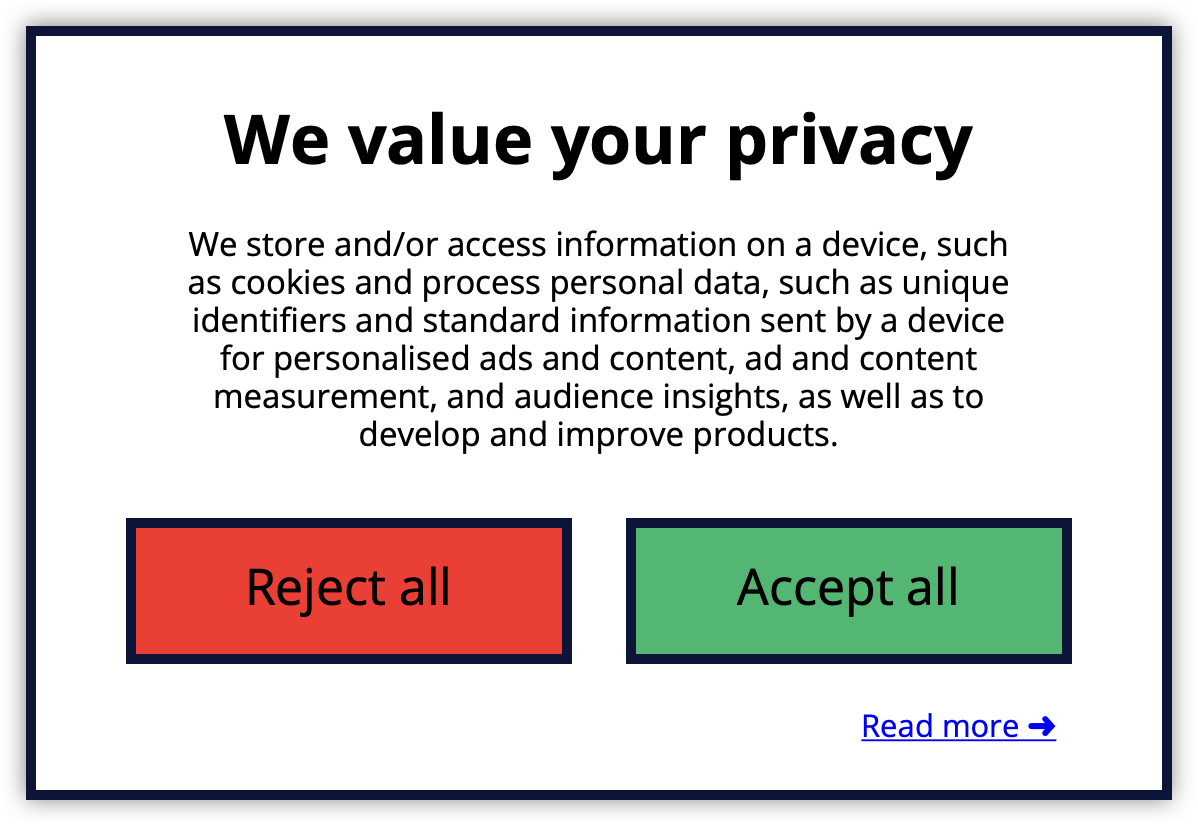 We value your privacy
We store and/or access information on a device, such
as cookies and process personal data, such as unique
identifiers and standard information sent by a device
for personalised ads and content, ad and content
measurement, and audience insights, as well as to
develop and improve products.
Reject all
Accept all
Read more ➜